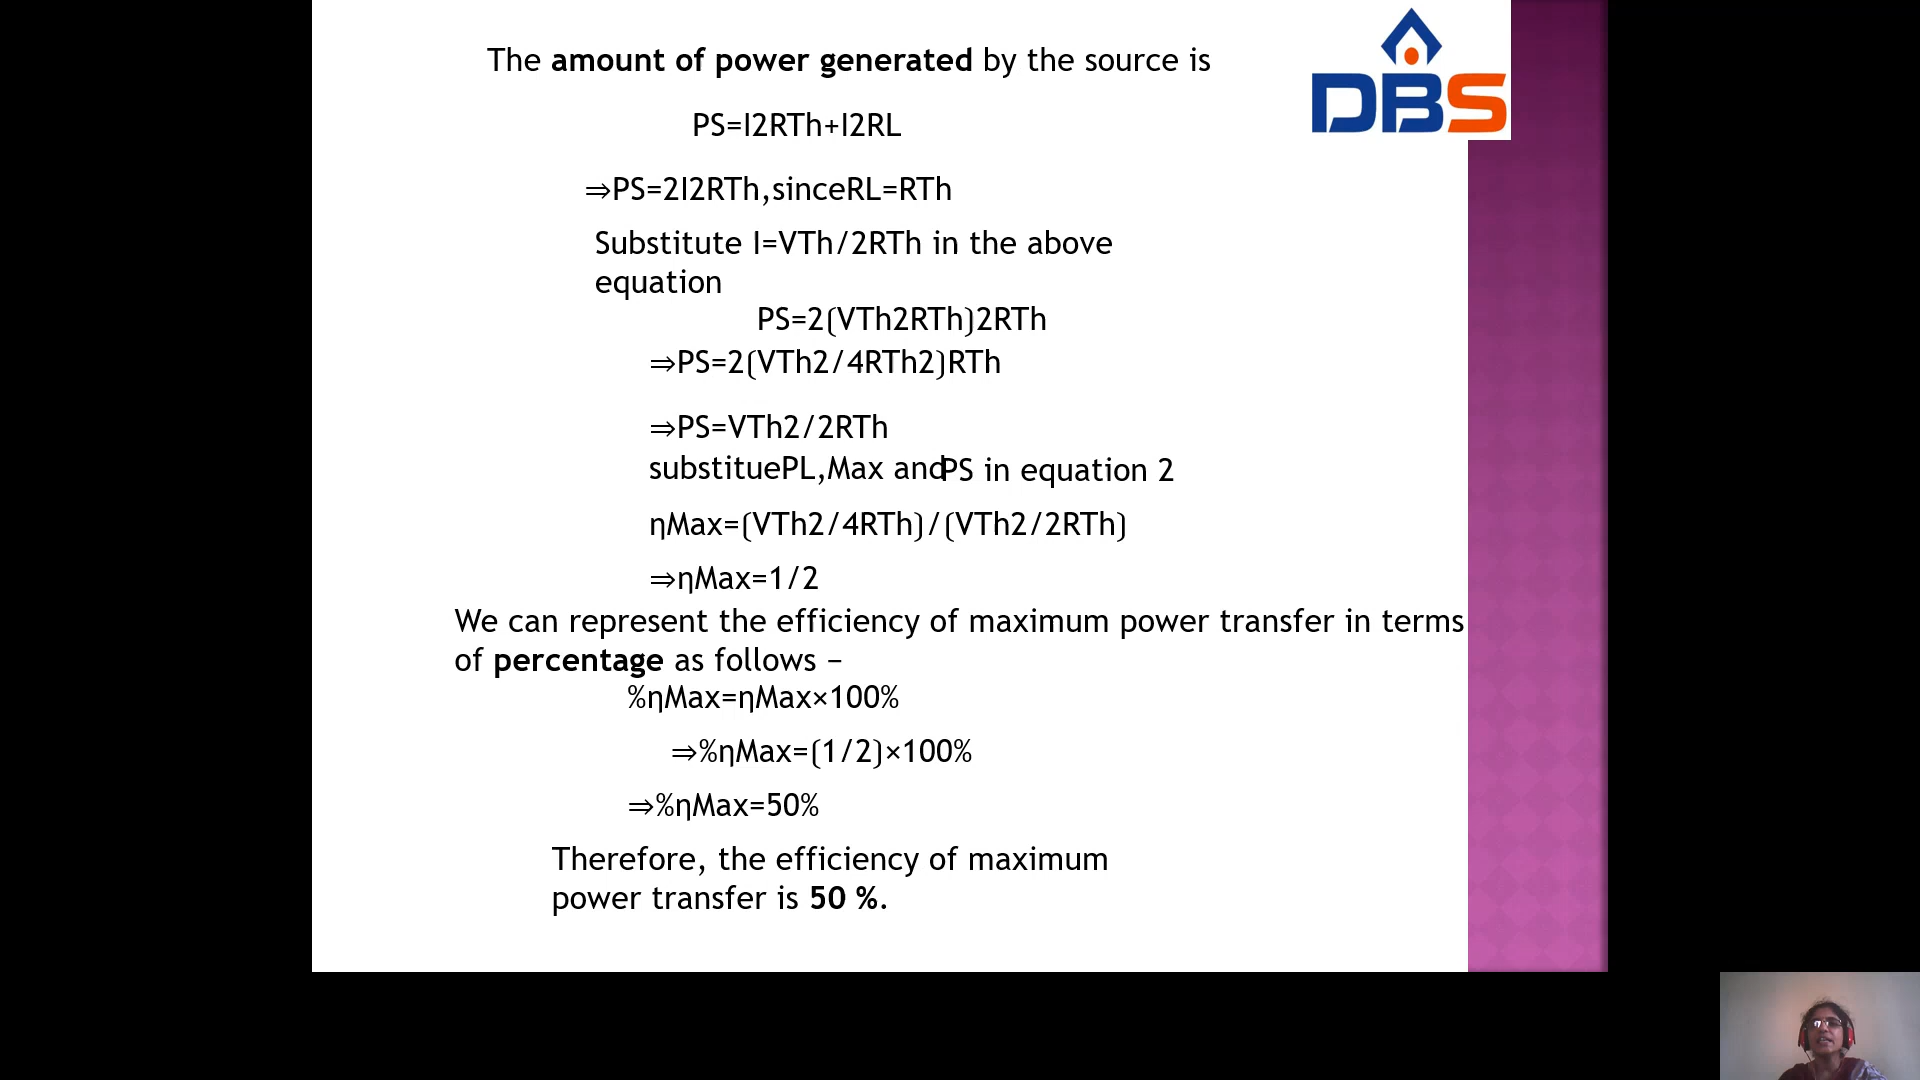 The amount of power generated by the source is
DBS
PS=I2RTh+I2RL
⇒PS=2I2RTh,sinceRL=RTh
Substitute I=VTh/2RTh in the above
equation
PS=2(VTh2RTh)2RTh
⇒PS=2(VTh2/4RTh2)RTh
⇒PS=VTh2/2RTh
substituePL,Max and PS in equation 2
ηMax=(VTh2/4RTh)/(VTh2/2RTh)
⇒ηMax=1/2
We can represent the efficiency of maximum power transfer in terms
of percentage as follows −
%ηMax=ηMax×100%
⇒%ηMax=(1/2)×100%
⇒%ηMax=50%
Therefore, the efficiency of maximum
power transfer is 50 %.